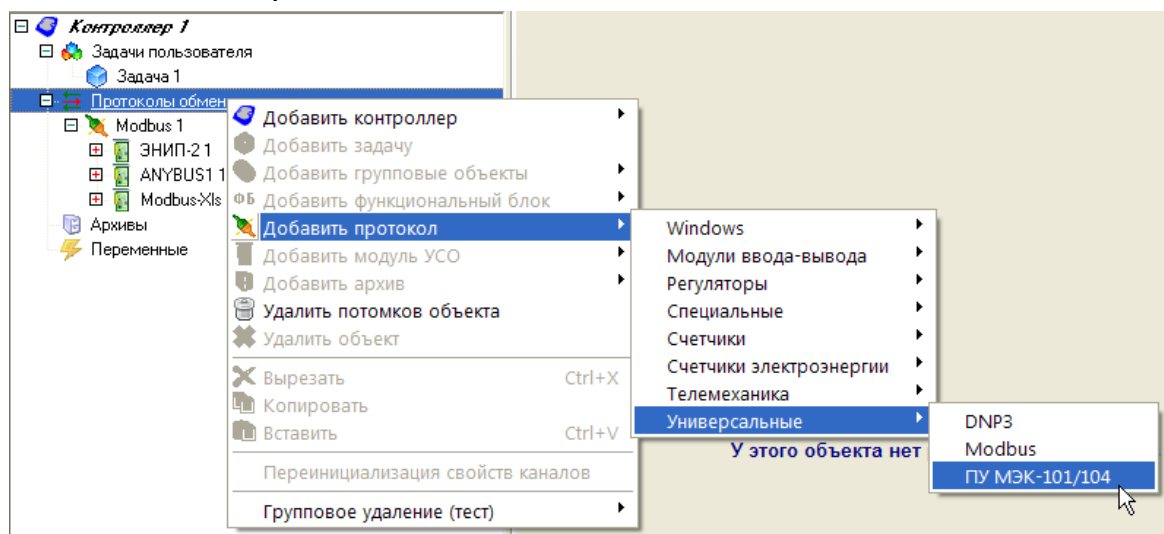 Контроллер 1
Задачи пользователя
Задача 1
Протоколы обмен
Modbus 1
ЭНИП-2 1
ANYBUS1 1
Modbus-Xls
Архивы
Переменные
Добавить контроллер
Добавить задачу
Добавить групповые объекты
ФБ Добавить функциональный блок
Добавить протокол
Добавить модуль УСО
Добавить архив
Удалить потомков объекта
Удалить объект
Вырезать Ctrl+X
Копировать
Вставить Ctrl+V
Переинициализация свойств каналов
Групповое удаление (тест)
Windows
Модули ввода-вывода
Регуляторы
Специальные
Счетчики
Счетчики электроэнергии
Телемеханика
Универсальные
DNP3
Modbus
ПУ МЭК-101/104
У этого объекта нет